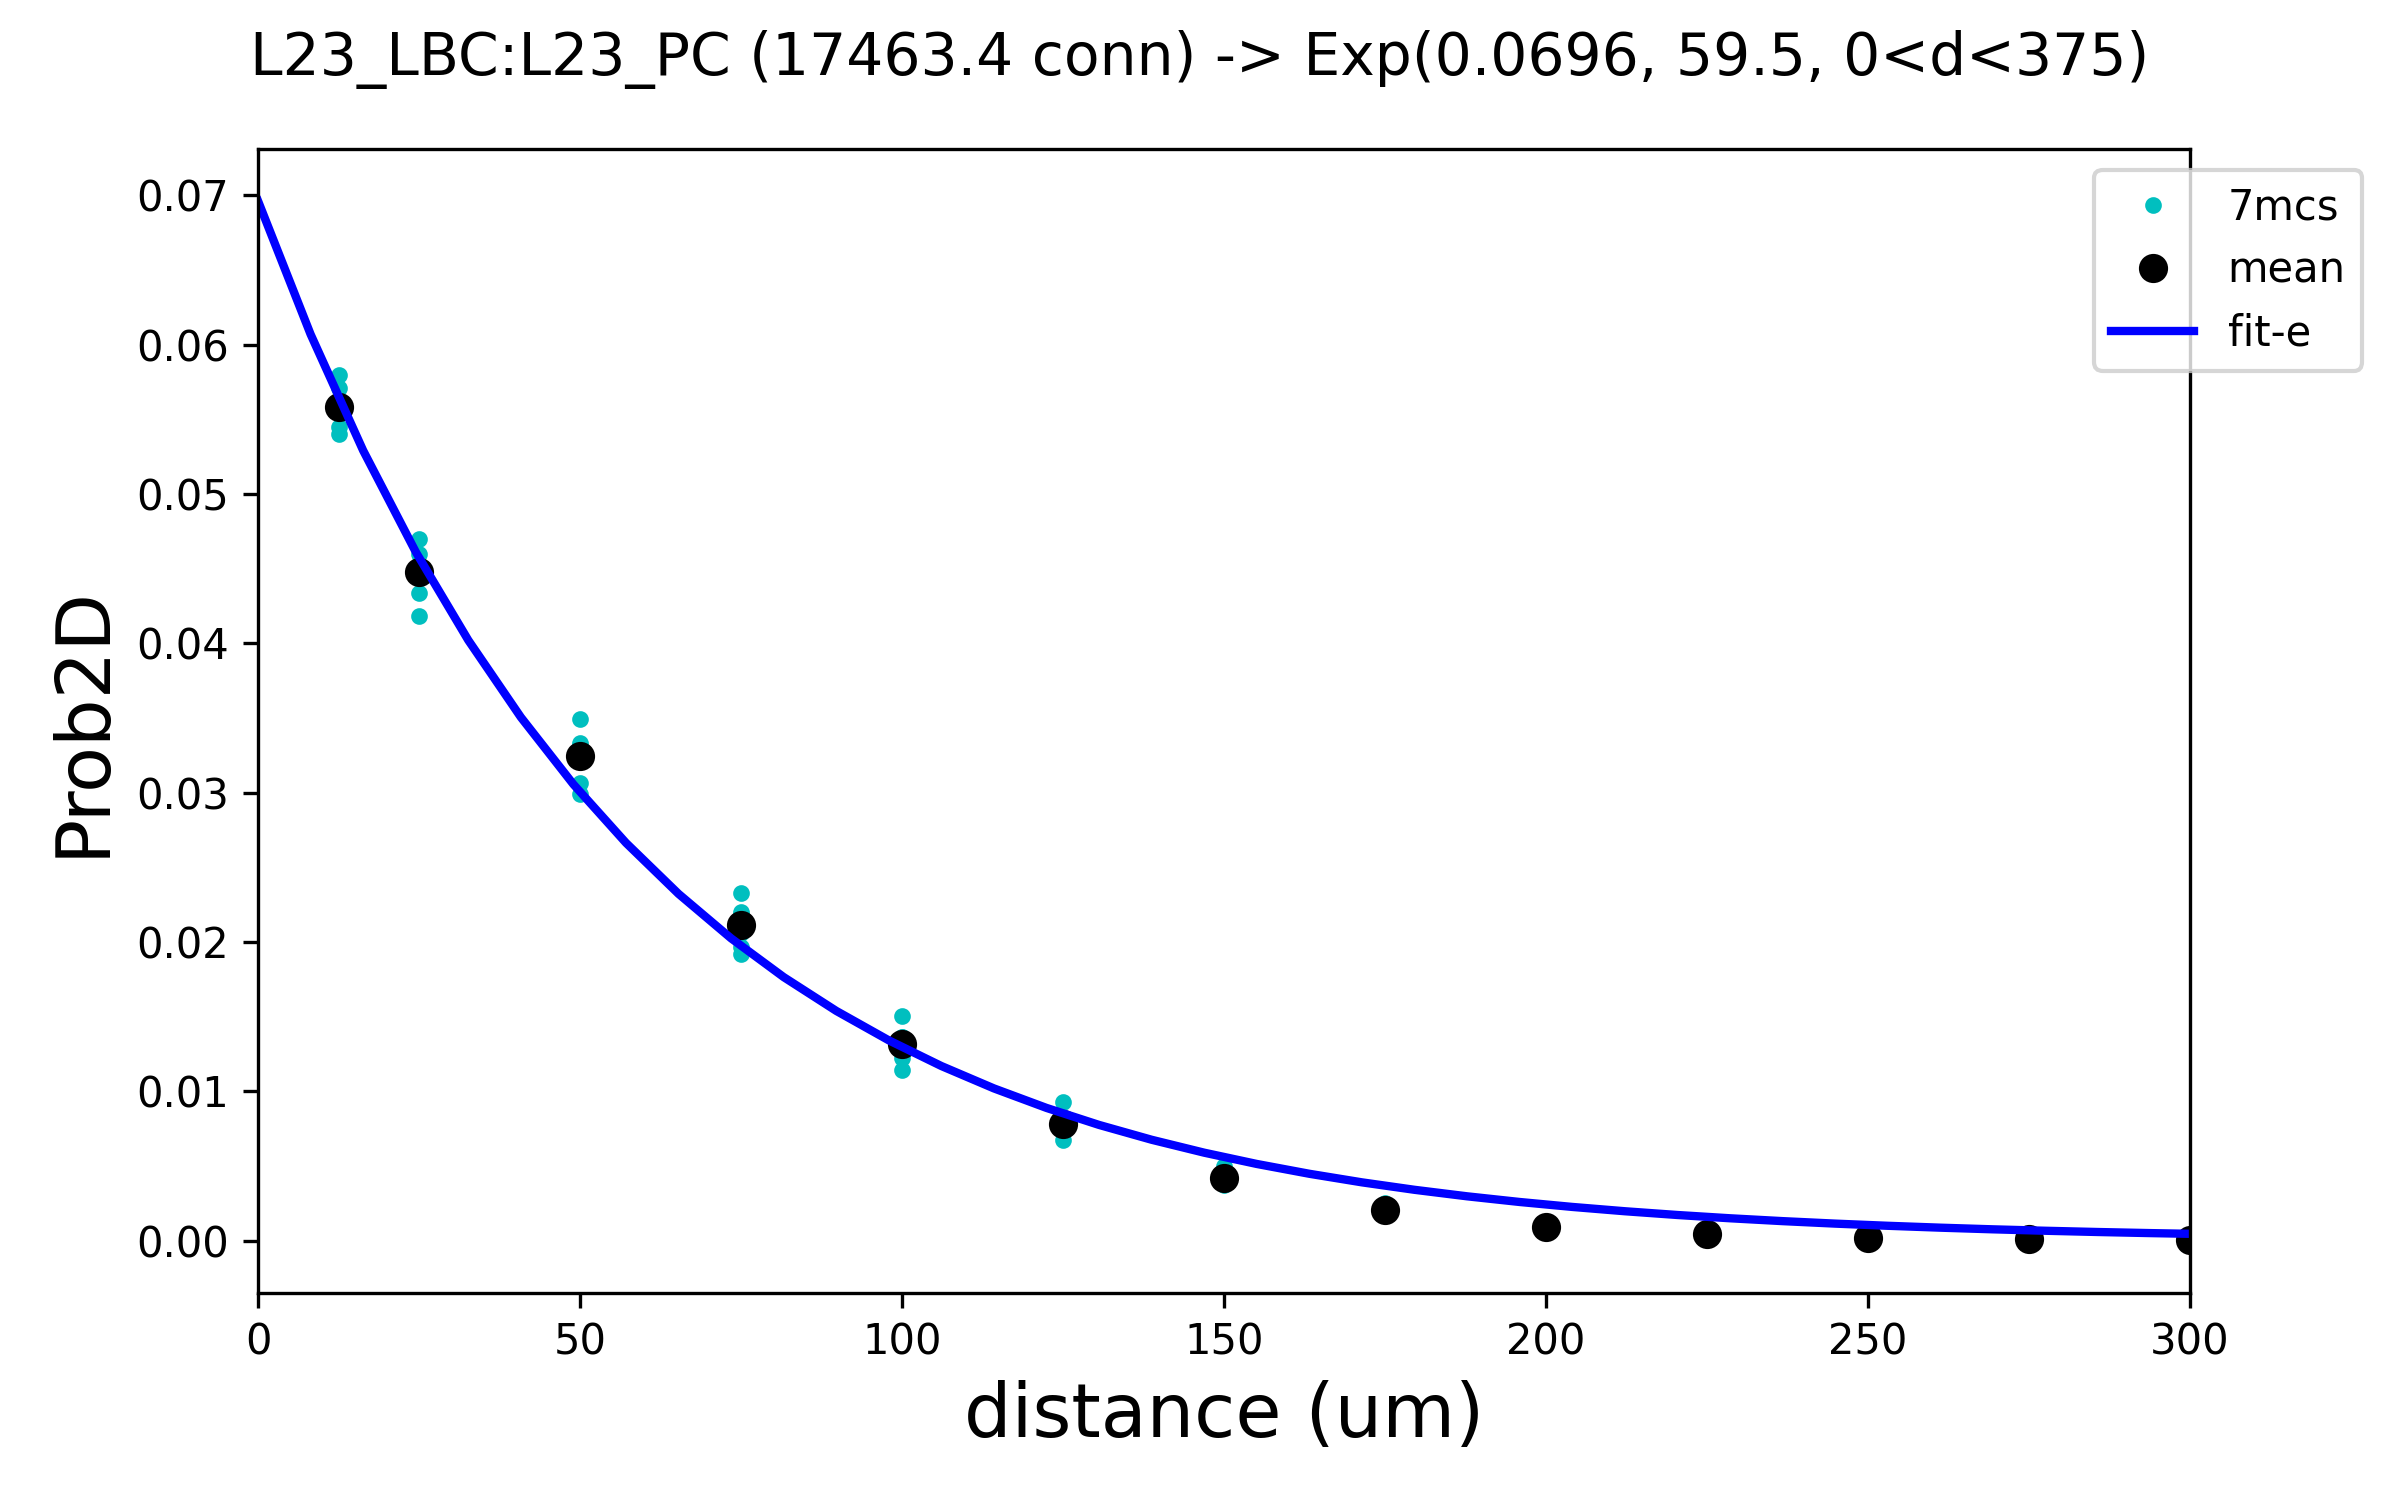 L23_LBC:L23_PC (17463.4 conn) -> Exp(0.0696, 59.5, 0<d<375)
7mcs
mean
fit-e
Prob2D
0.07
0.06
0.05
0.04
0.03
0.02
0.01
0.00
0 50 100 150 200 250 300
distance (um)